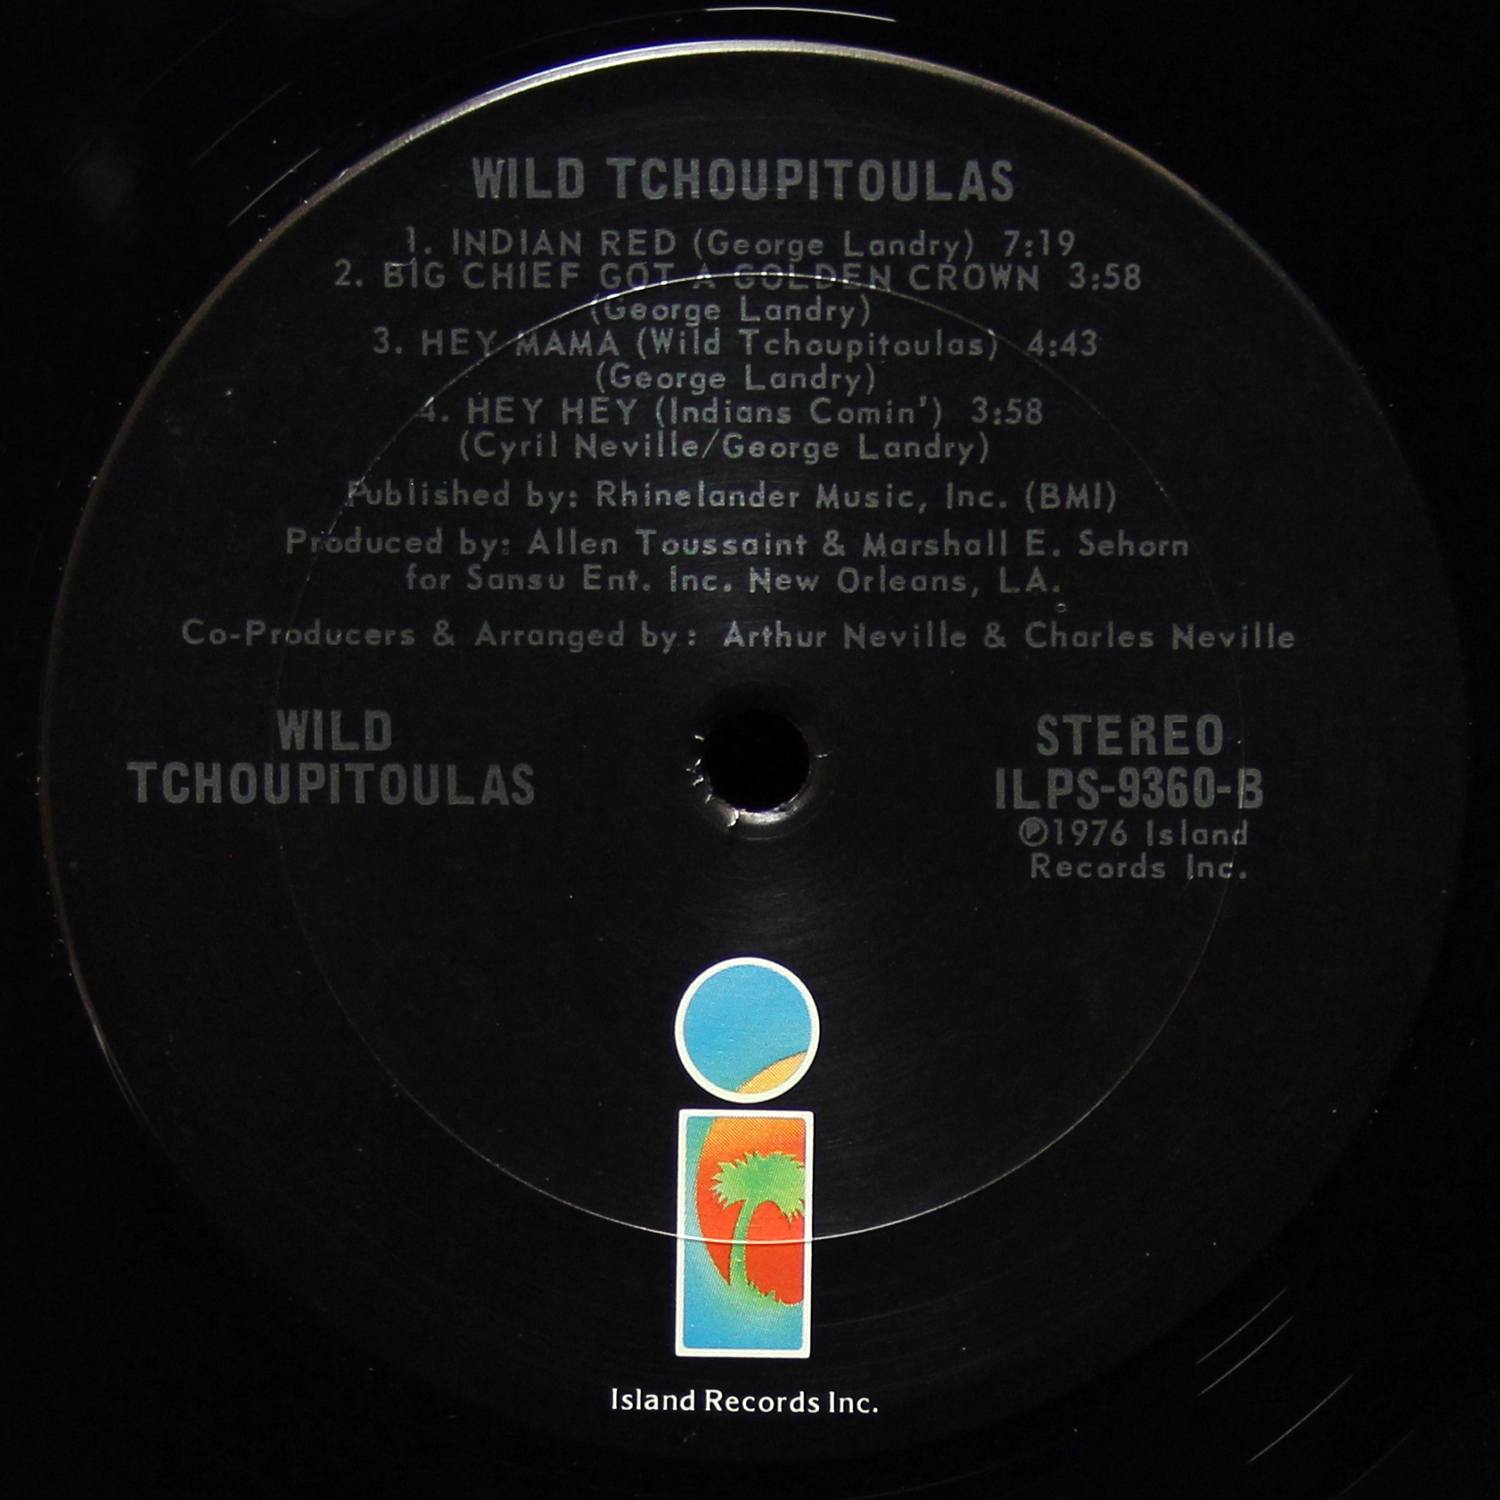 WILD TCHOUPITOULAS
1. INDIAN RED (George Landry) 7:19
2. BIG CHIEF GOT A GOLDEN CROWN 3:58
(George Landry)
3. HEY MAMA (Wild Tchoupitoulas) 4:43
(George Landry)
4. HEY HEY (Indians Comin') 3:58
(Cyril Neville/George Landry)
Published by: Rhinelander Music, Inc. (BMI)
Produced by: Allen Toussaint & Marshall E. Sehorn
for Sansu Ent. Inc. New Orleans, LA.
Co-Producers & Arranged by: Arthur Neville & Charles Neville
WILD
TCHOUPITOULAS
STEREO
ILPS-9360-B
℗1976 Island
Records Inc.
Island Records Inc.